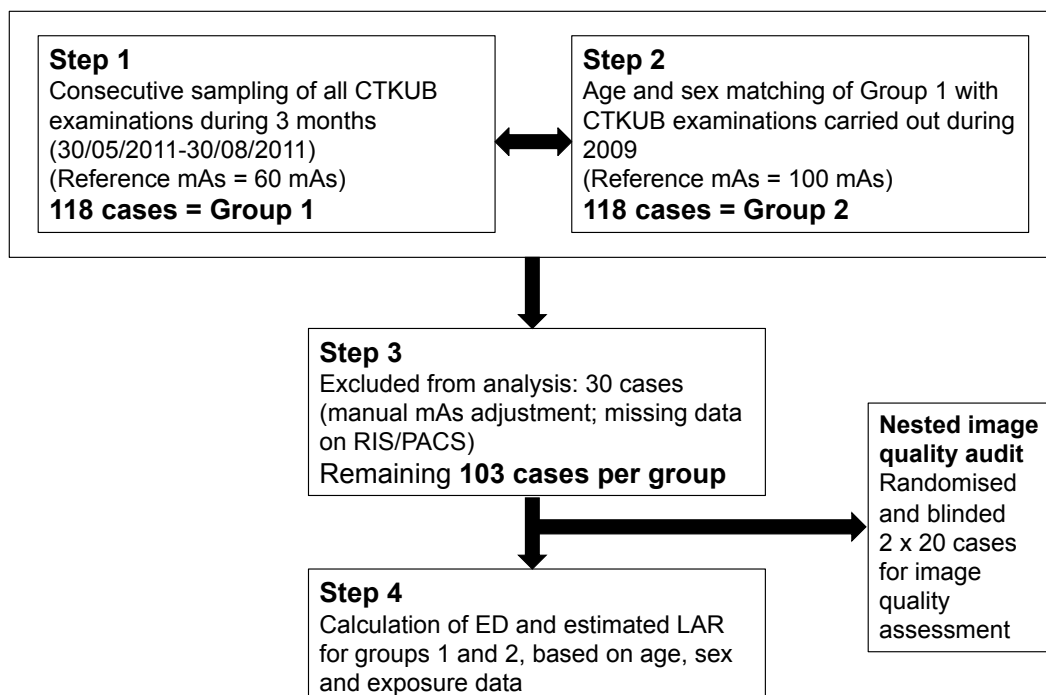 Step 1
Consecutive sampling of all CTKUB
examinations during 3 months
(30/05/2011-30/08/2011)
(Reference mAs = 60 mAs)
118 cases = Group 1
Step 2
Age and sex matching of Group 1 with
CTKUB examinations carried out during
2009
(Reference mAs = 100 mAs)
118 cases = Group 2
Step 3
Excluded from analysis: 30 cases
(manual mAs adjustment; missing data
on RIS/PACS)
Remaining 103 cases per group
Nested image
quality audit
Randomised
and blinded
2 x 20 cases
for image
quality
assessment
Step 4
Calculation of ED and estimated LAR
for groups 1 and 2, based on age, sex
and exposure data